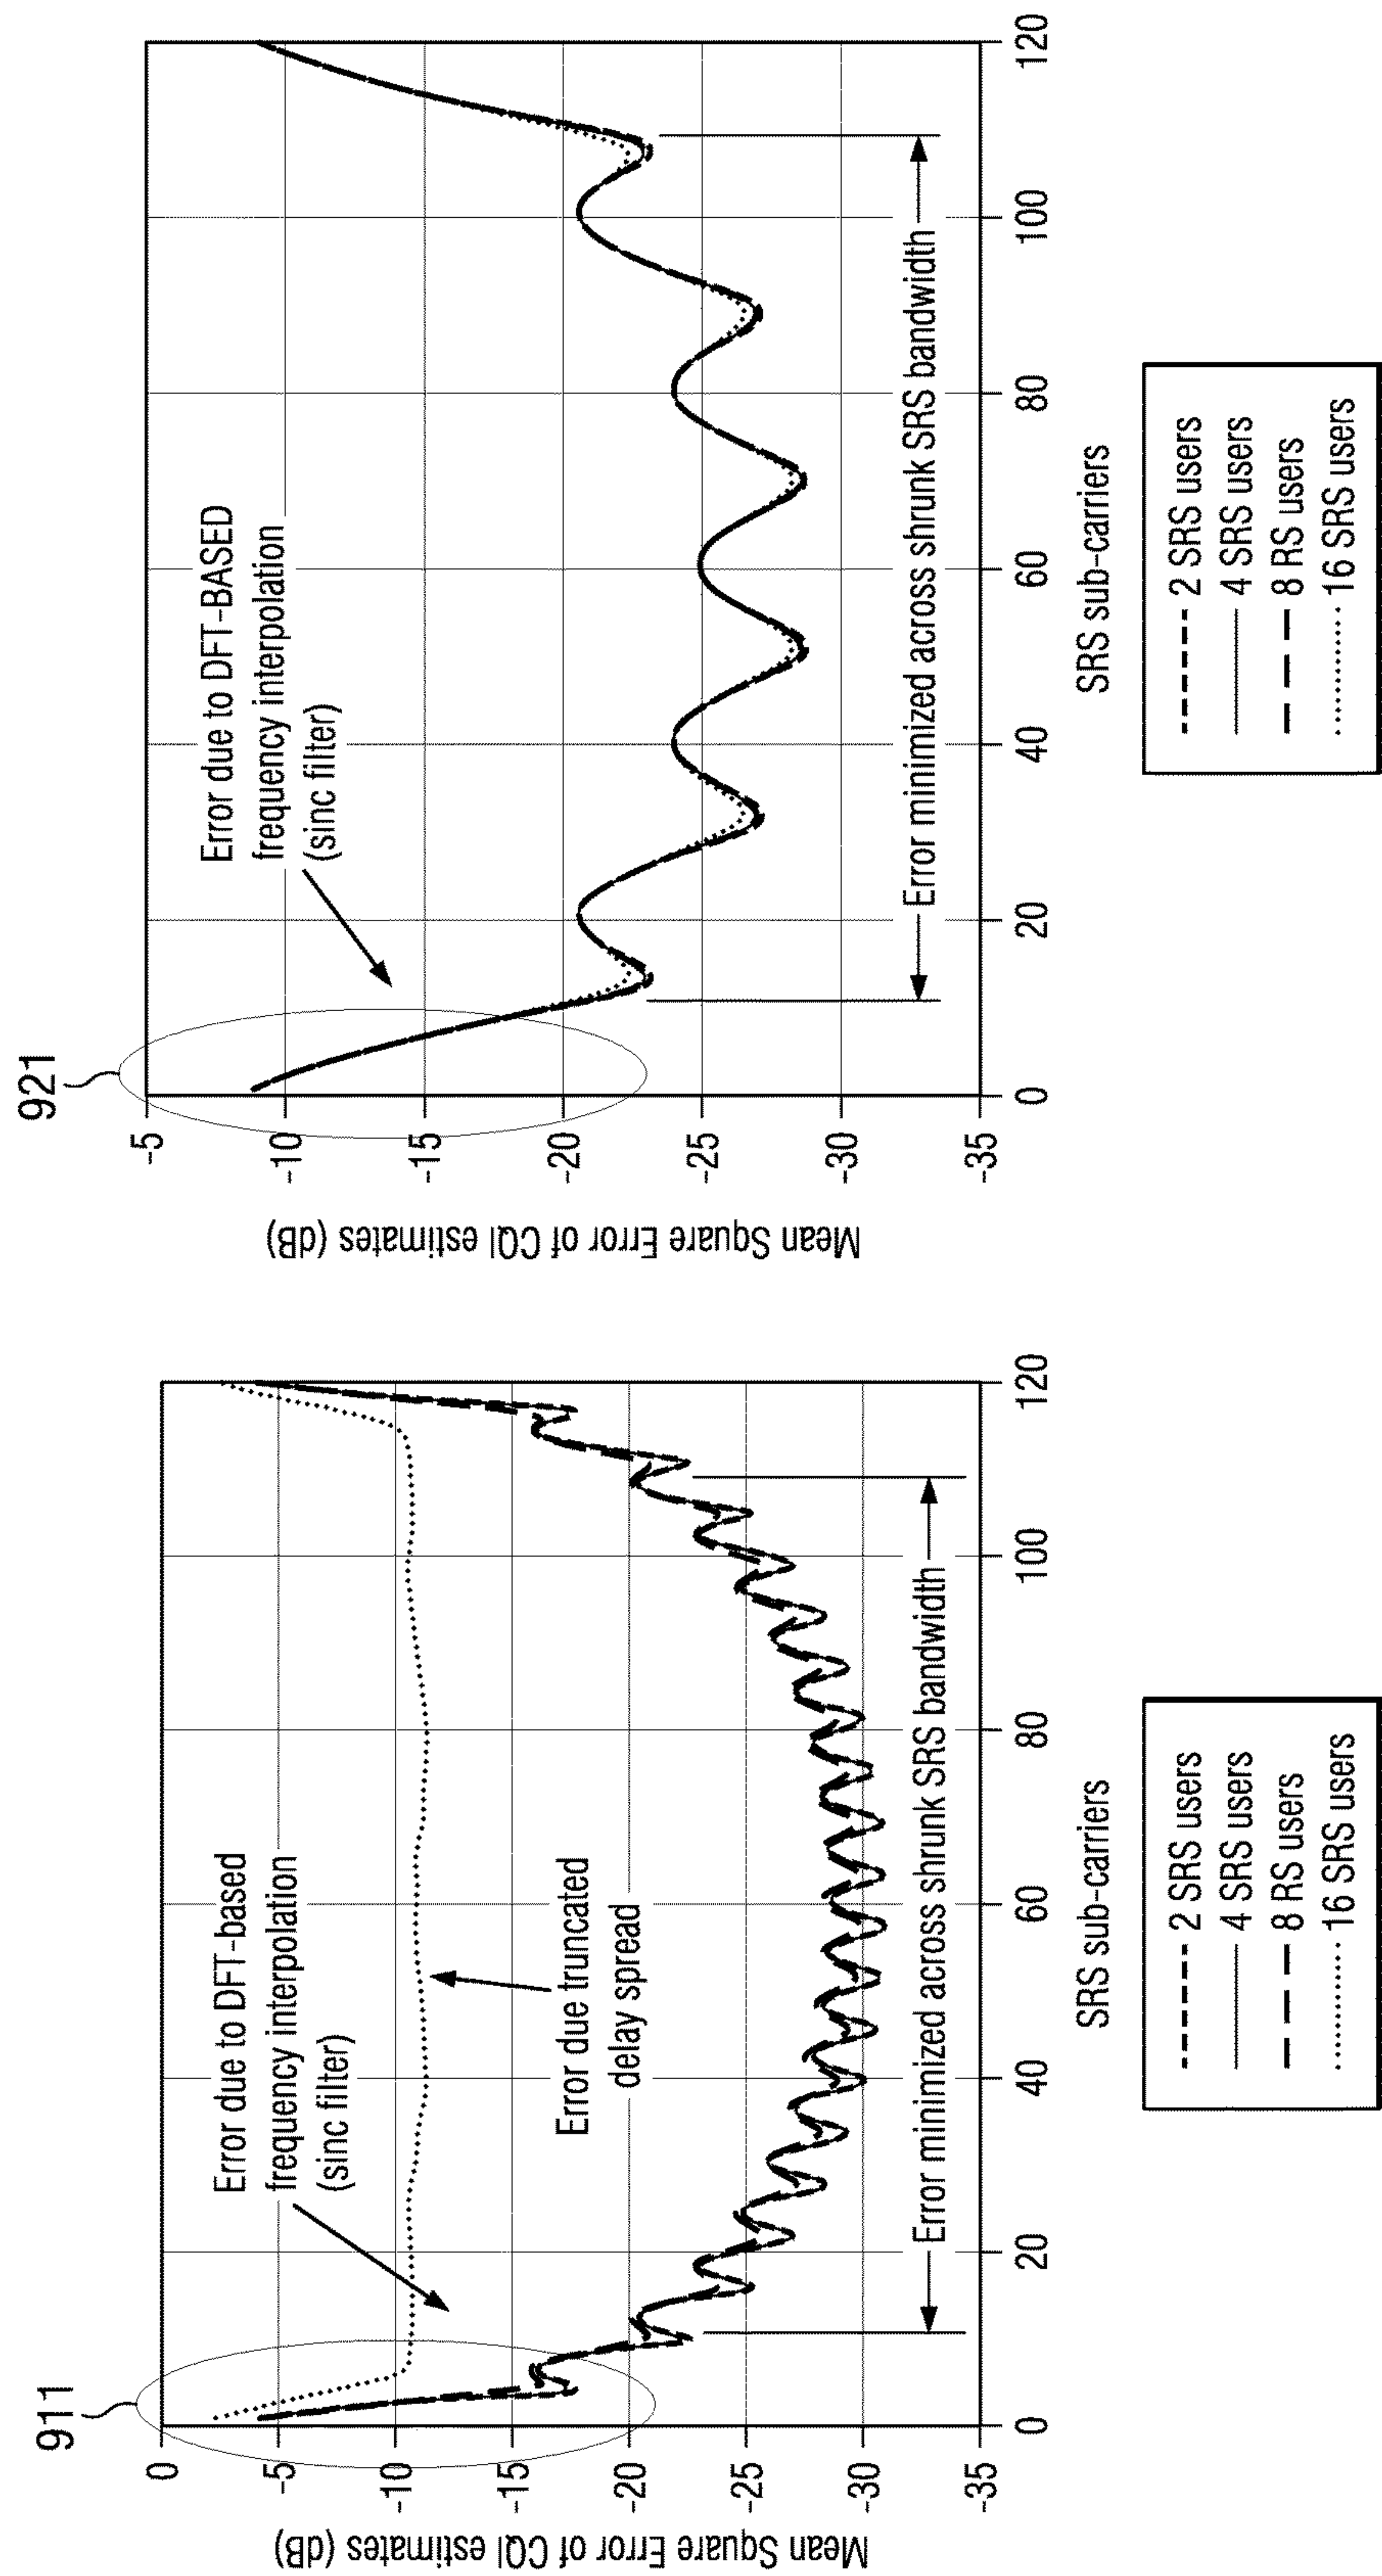 911
Error due to DFT-based
frequency interpolation
(sinc filter)
Error due truncated
delay spread
Error minimized across shrunk SRS bandwidth
Mean Square Error of CQI estimates (dB)
0
-5
-10
-15
-20
-25
-30
-35
0
20
40
60
80
100
120
SRS sub-carriers
2 SRS users
4 SRS users
8 RS users
16 SRS users
921
Error due to DFT-BASED
frequency interpolation
(sinc filter)
Error minimized across shrunk SRS bandwidth
Mean Square Error of CQI estimates (dB)
-5
-10
-15
-20
-25
-30
-35
0
20
40
60
80
100
120
SRS sub-carriers
2 SRS users
4 SRS users
8 RS users
16 SRS users